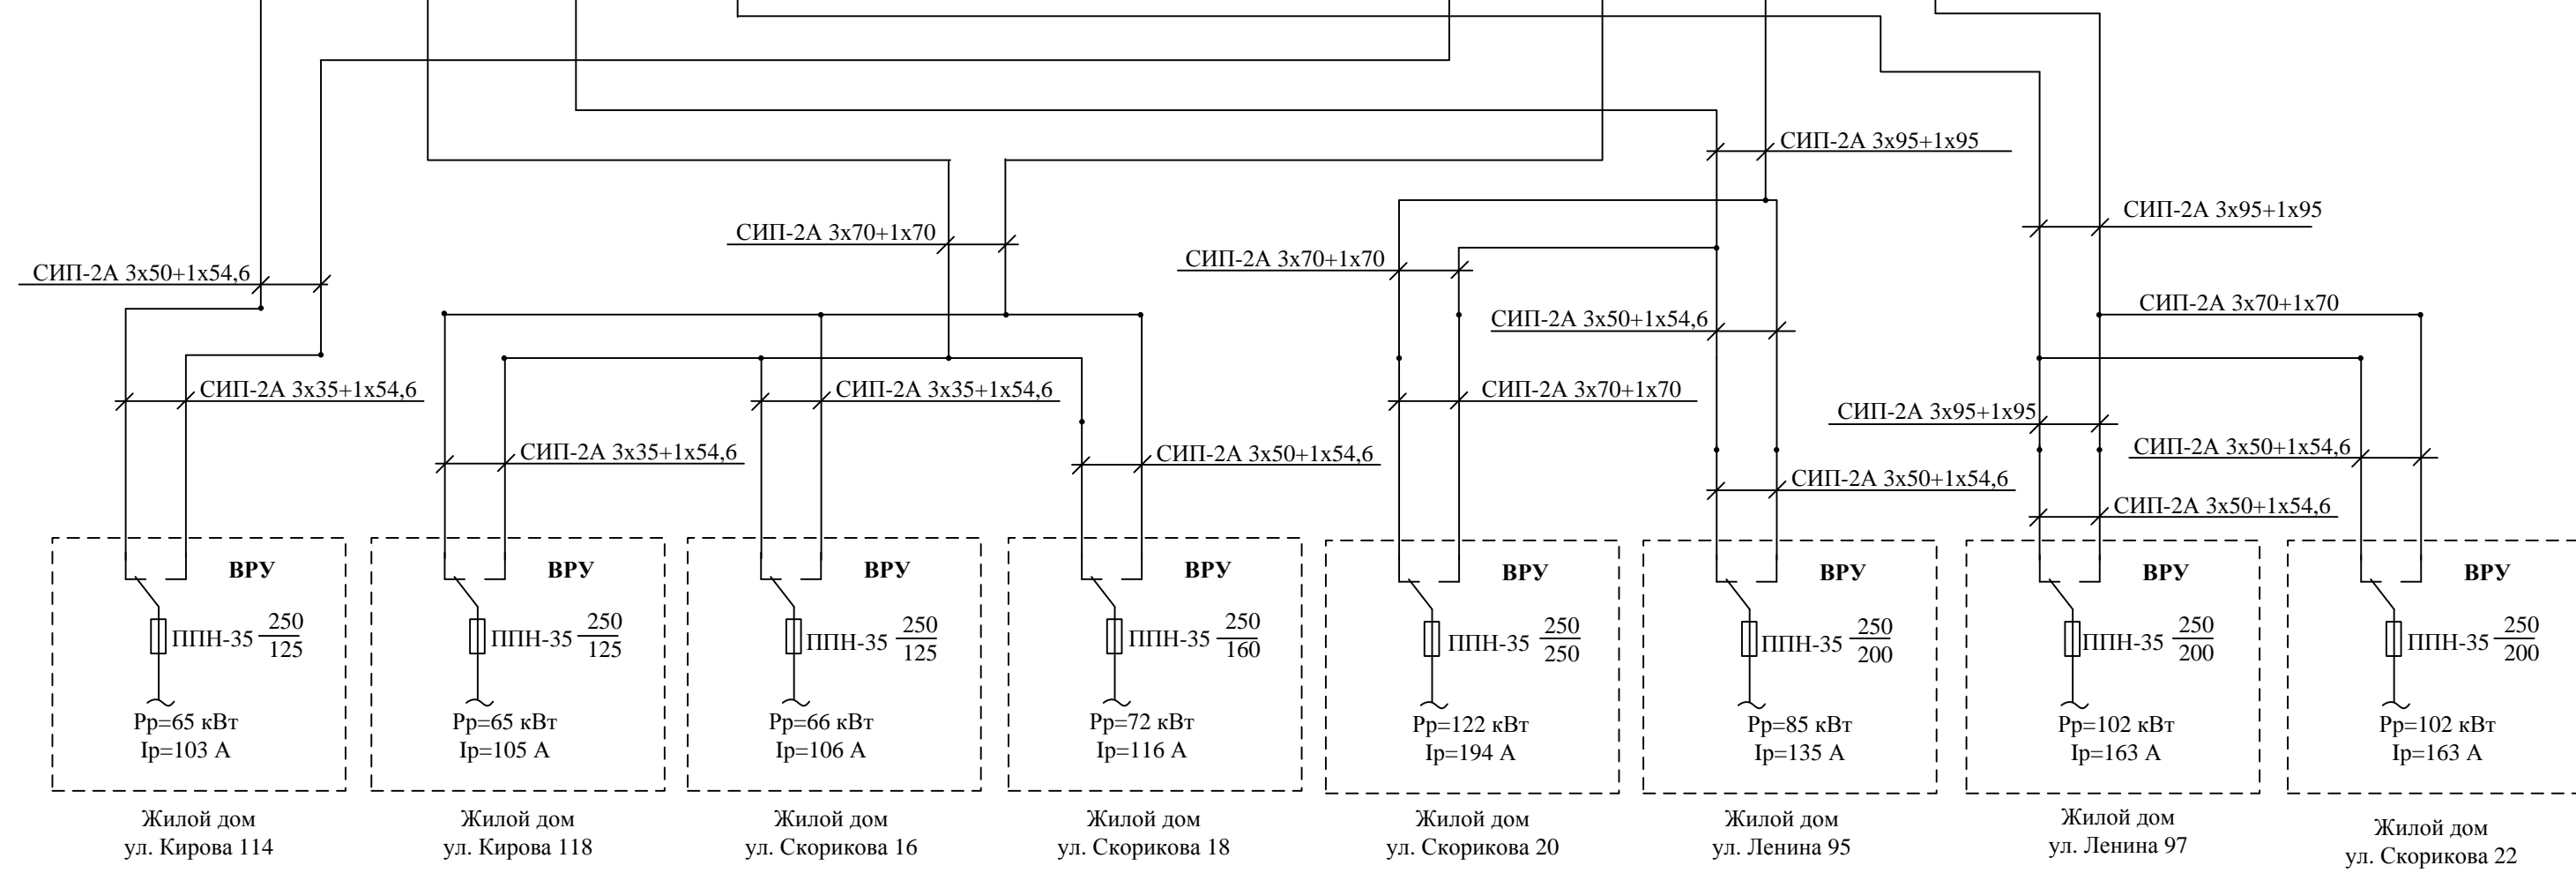 СИП-2А 3х95+1х95
СИП-2А 3х95+1х95
СИП-2А 3х70+1х70
СИП-2А 3х70+1х70
СИП-2А 3х50+1х54,6
СИП-2А 3х70+1х70
СИП-2А 3х50+1х54,6
СИП-2А 3х35+1х54,6
СИП-2А 3х35+1х54,6
СИП-2А 3х70+1х70
СИП-2А 3х95+1х95
СИП-2А 3х35+1х54,6
СИП-2А 3х50+1х54,6
СИП-2А 3х50+1х54,6
СИП-2А 3х50+1х54,6
СИП-2А 3х50+1х54,6
ВРУ
ППН-35 250
125
Рр=65 кВт
Iр=103 А
Жилой дом
ул. Кирова 114
ВРУ
ППН-35 250
125
Рр=65 кВт
Iр=105 А
Жилой дом
ул. Кирова 118
ВРУ
ППН-35 250
125
Рр=66 кВт
Iр=106 А
Жилой дом
ул. Скорикова 16
ВРУ
ППН-35 250
160
Рр=72 кВт
Iр=116 А
Жилой дом
ул. Скорикова 18
ВРУ
ППН-35 250
250
Рр=122 кВт
Iр=194 А
Жилой дом
ул. Скорикова 20
ВРУ
ППН-35 250
200
Рр=85 кВт
Iр=135 А
Жилой дом
ул. Ленина 95
ВРУ
ППН-35 250
200
Рр=102 кВт
Iр=163 А
Жилой дом
ул. Ленина 97
ВРУ
ППН-35 250
200
Рр=102 кВт
Iр=163 А
Жилой дом
ул. Скорикова 22